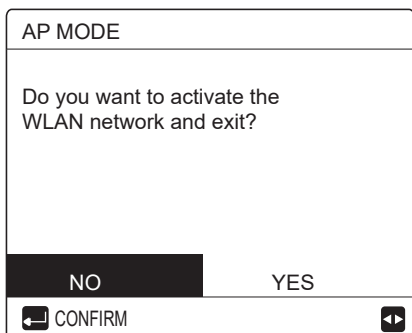 AP MODE
Do you want to activate the
WLAN network and exit?
NO YES
CONFIRM